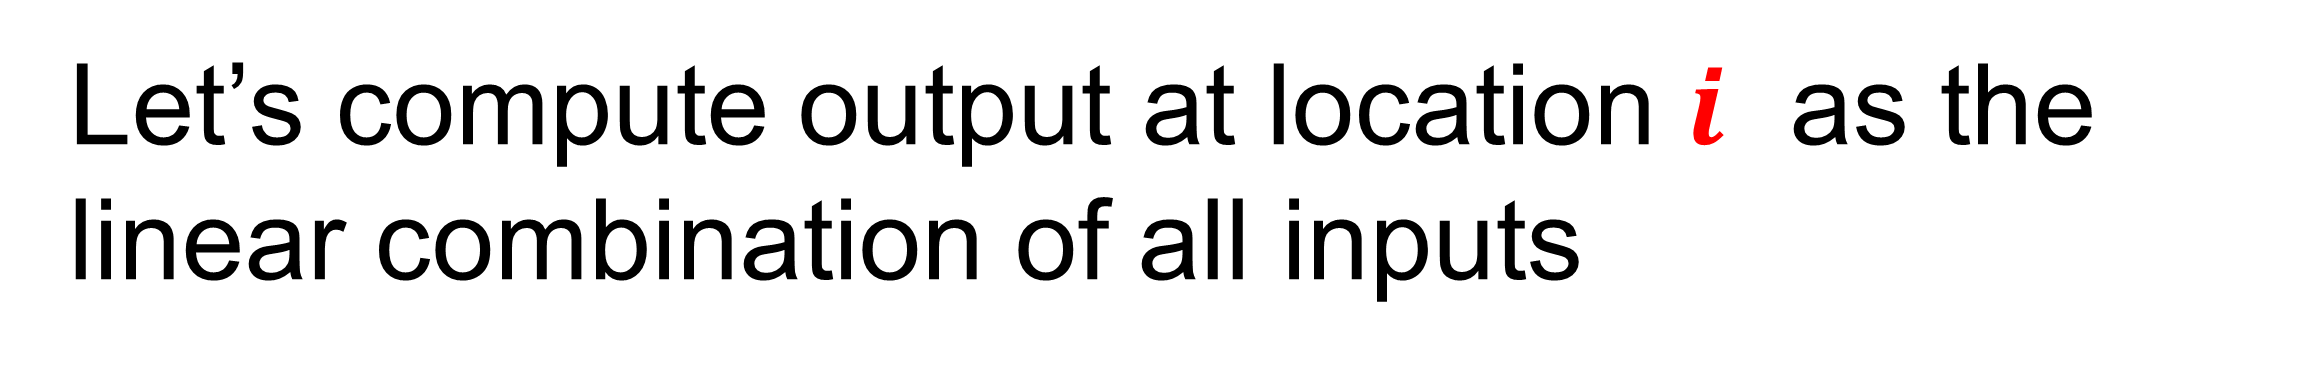 Let’s compute output at location i as the
linear combination of all inputs